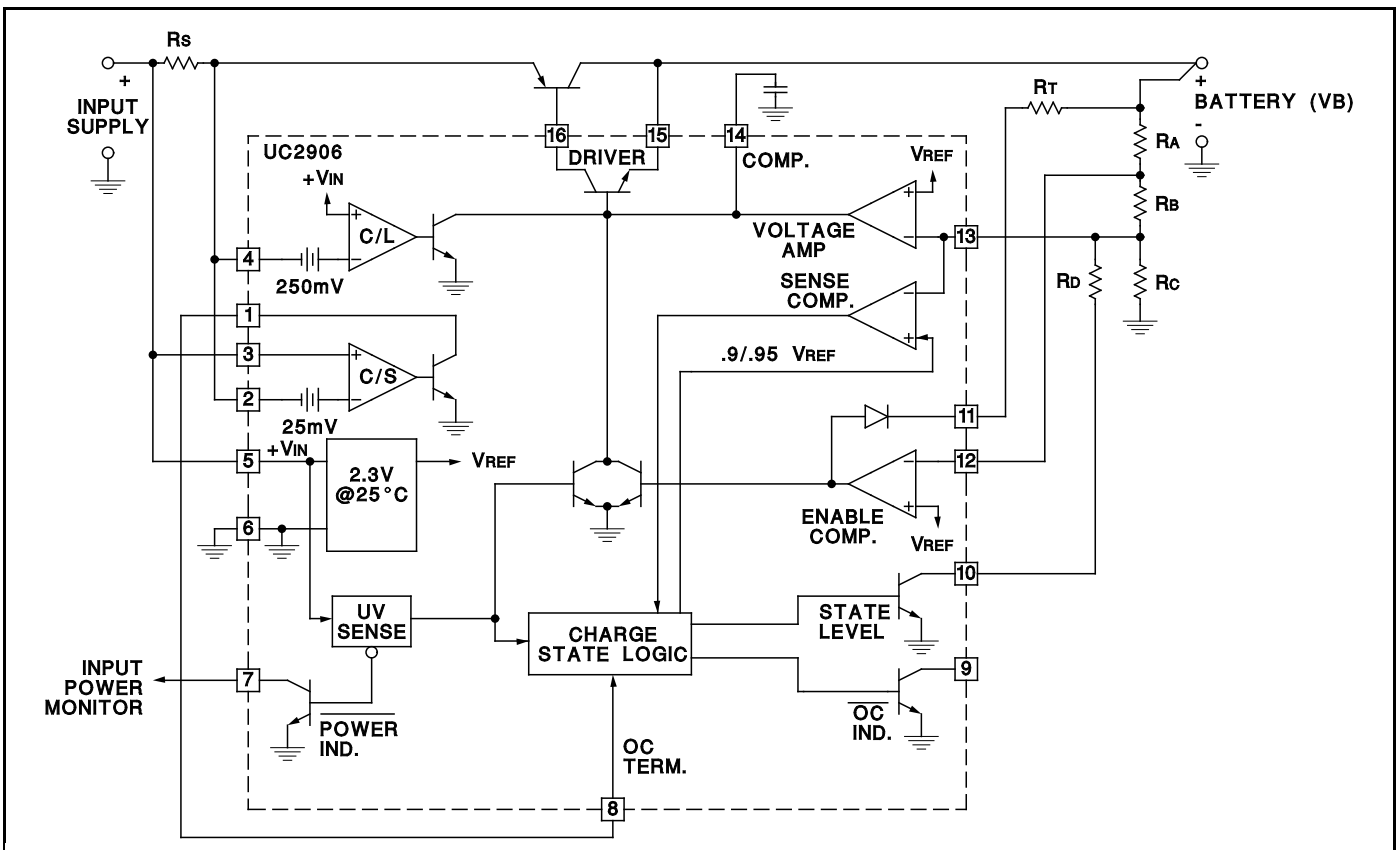 RS
+
INPUT
SUPPLY
RT
+
BATTERY (VB)
-
16
15
14
UC2906
DRIVER
COMP.
VREF
RA
+VIN
+
C/L
-
+
-
VOLTAGE
AMP
13
RB
4
250mV
SENSE
COMP.
-
+
RD
RC
1
3
+
C/S
-
.9/.95 VREF
2
25mV
11
5
+VIN
2.3V
@25°C
VREF
-
12
+
6
ENABLE
COMP.
VREF
10
UV
SENSE
CHARGE
STATE LOGIC
STATE
LEVEL
INPUT
POWER
MONITOR
7
9
POWER
IND.
OC
IND.
OC
TERM.
8